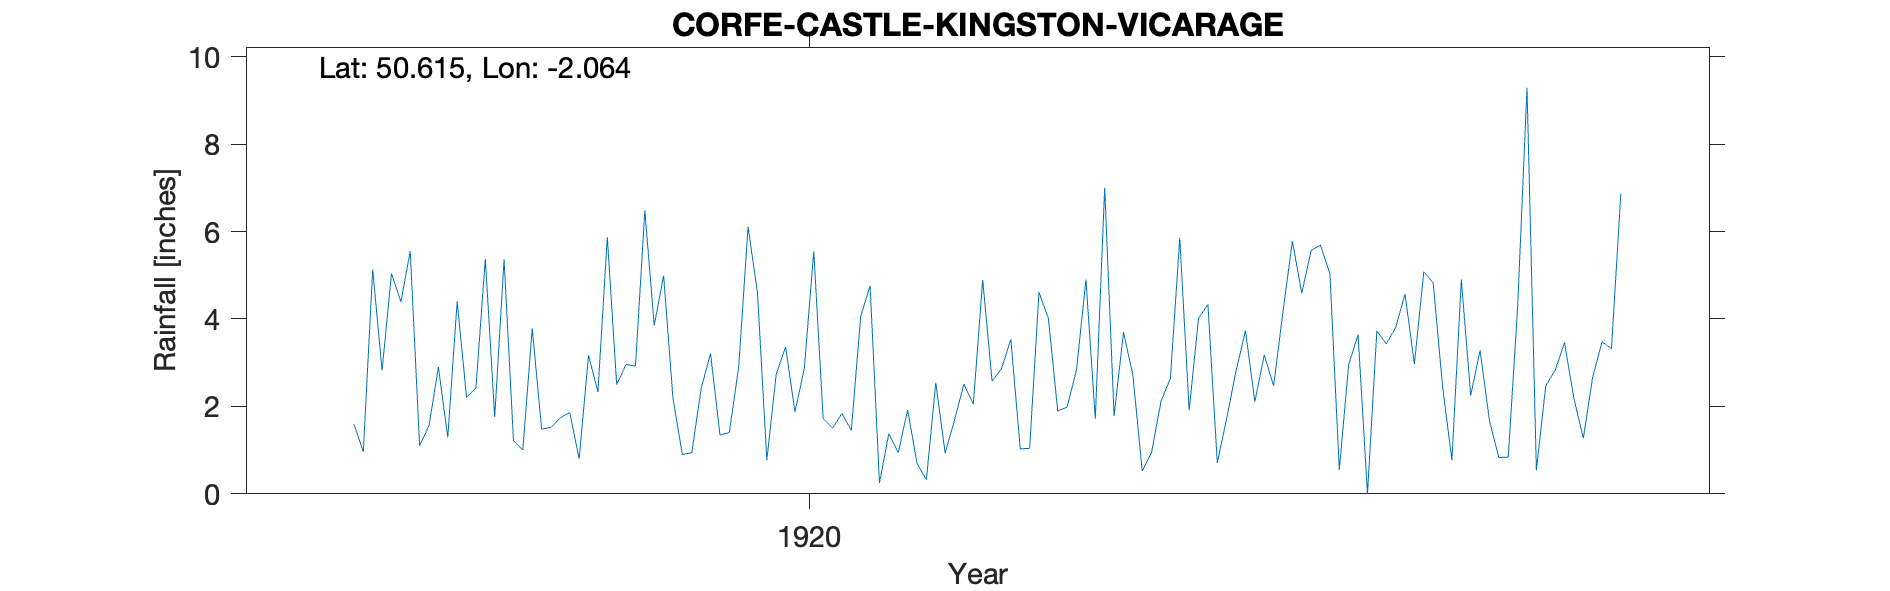 CORFE-CASTLE-KINGSTON-VICARAGE
Lat: 50.615, Lon: -2.064
10
8
6
4
2
0
Rainfall [inches]
1920
Year